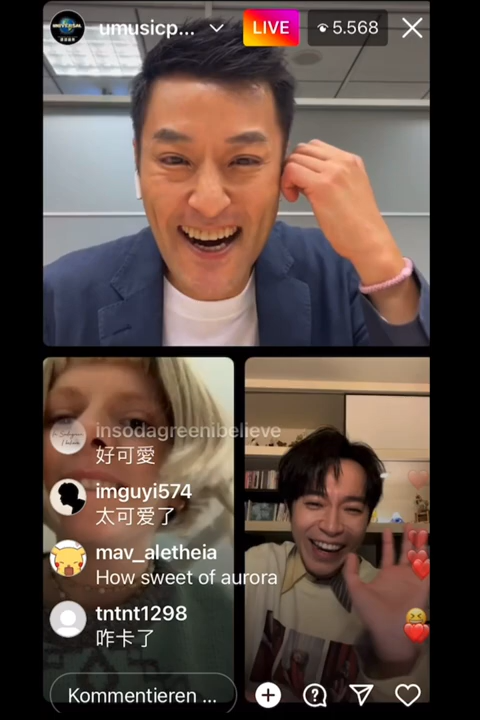 umusicp...
LIVE
5.568
insodagreenibelieve
好可愛
imguyi574
太可爱了
mav_aletheia
How sweet of aurora
tntnt1298
咋卡了
Kommentieren ...